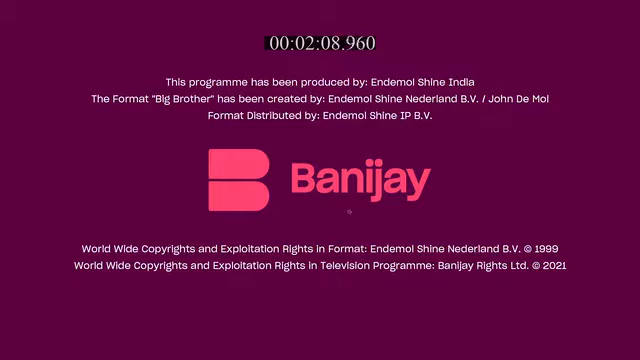 00:02:08.960
This programme has been produced by: Endemol Shine India
The Format "Big Brother" has been created by: Endemol Shine Nederland B.V. / John De Mol
Format Distributed by: Endemol Shine IP B.V.
Banijay
World Wide Copyrights and Exploitation Rights in Format: Endemol Shine Nederland B.V. © 1999
World Wide Copyrights and Exploitation Rights in Television Programme: Banijay Rights Ltd. © 2021